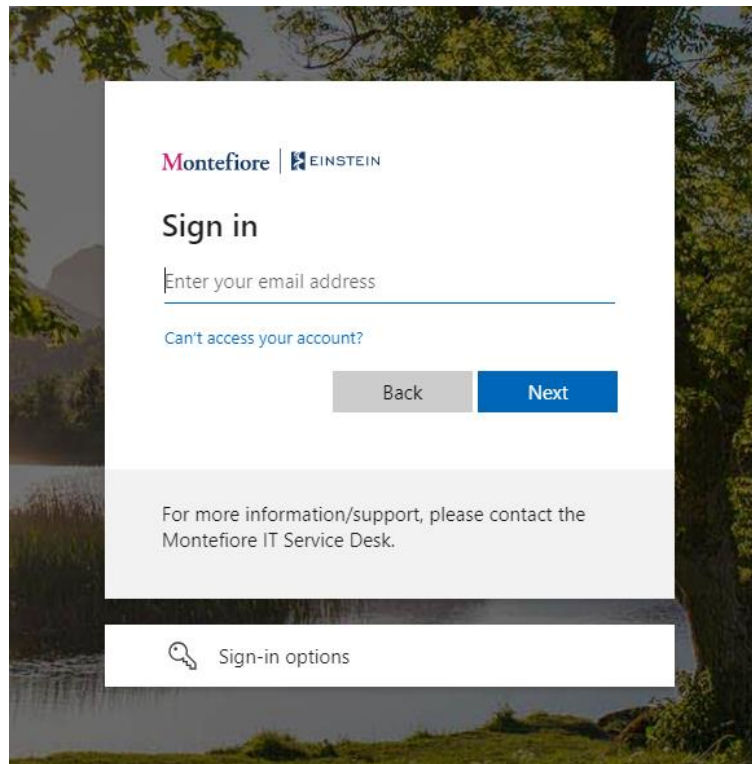 Montefiore EINSTEIN
Sign in
Enter your email address
Can't access your account?
Back Next
For more information/support, please contact the
Montefiore IT Service Desk.
Sign-in options